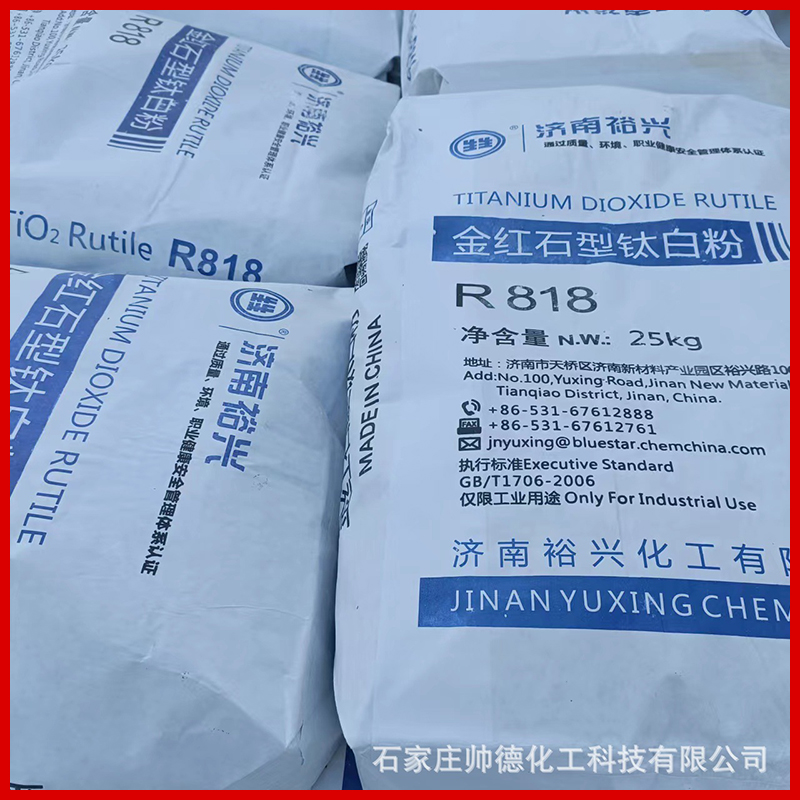 R818
金红石型钛白粉
TITANIUM DIOXIDE RUTILE
济南裕兴
TiO2 Rutile R818
济南裕兴
通过质量、环境、职业健康安全管理体系认证
TITANIUM DIOXIDE RUTILE
MADE IN CHINA
®
济南裕兴
通过质量、环境、职业健康安全管理体系认证
TITANIUM DIOXIDE RUTILE
金红石型钛白粉
R 818
净含量 N.W.: 25kg
地址:济南市天桥区济南新材料产业园区裕兴路100
Add:No.100,Yuxing Road,Jinan New Material
Tianqiao District, Jinan, China.
+86-531-67612888
FAX +86-531-67612761
jnyuxing@bluestar.chemchina.com
执行标准Executive Standard
GB/T1706-2006
仅限工业用途 Only For Industrial Use
济南裕兴化工有限
JINAN YUXING CHEM
石家庄帅德化工科技有限公司